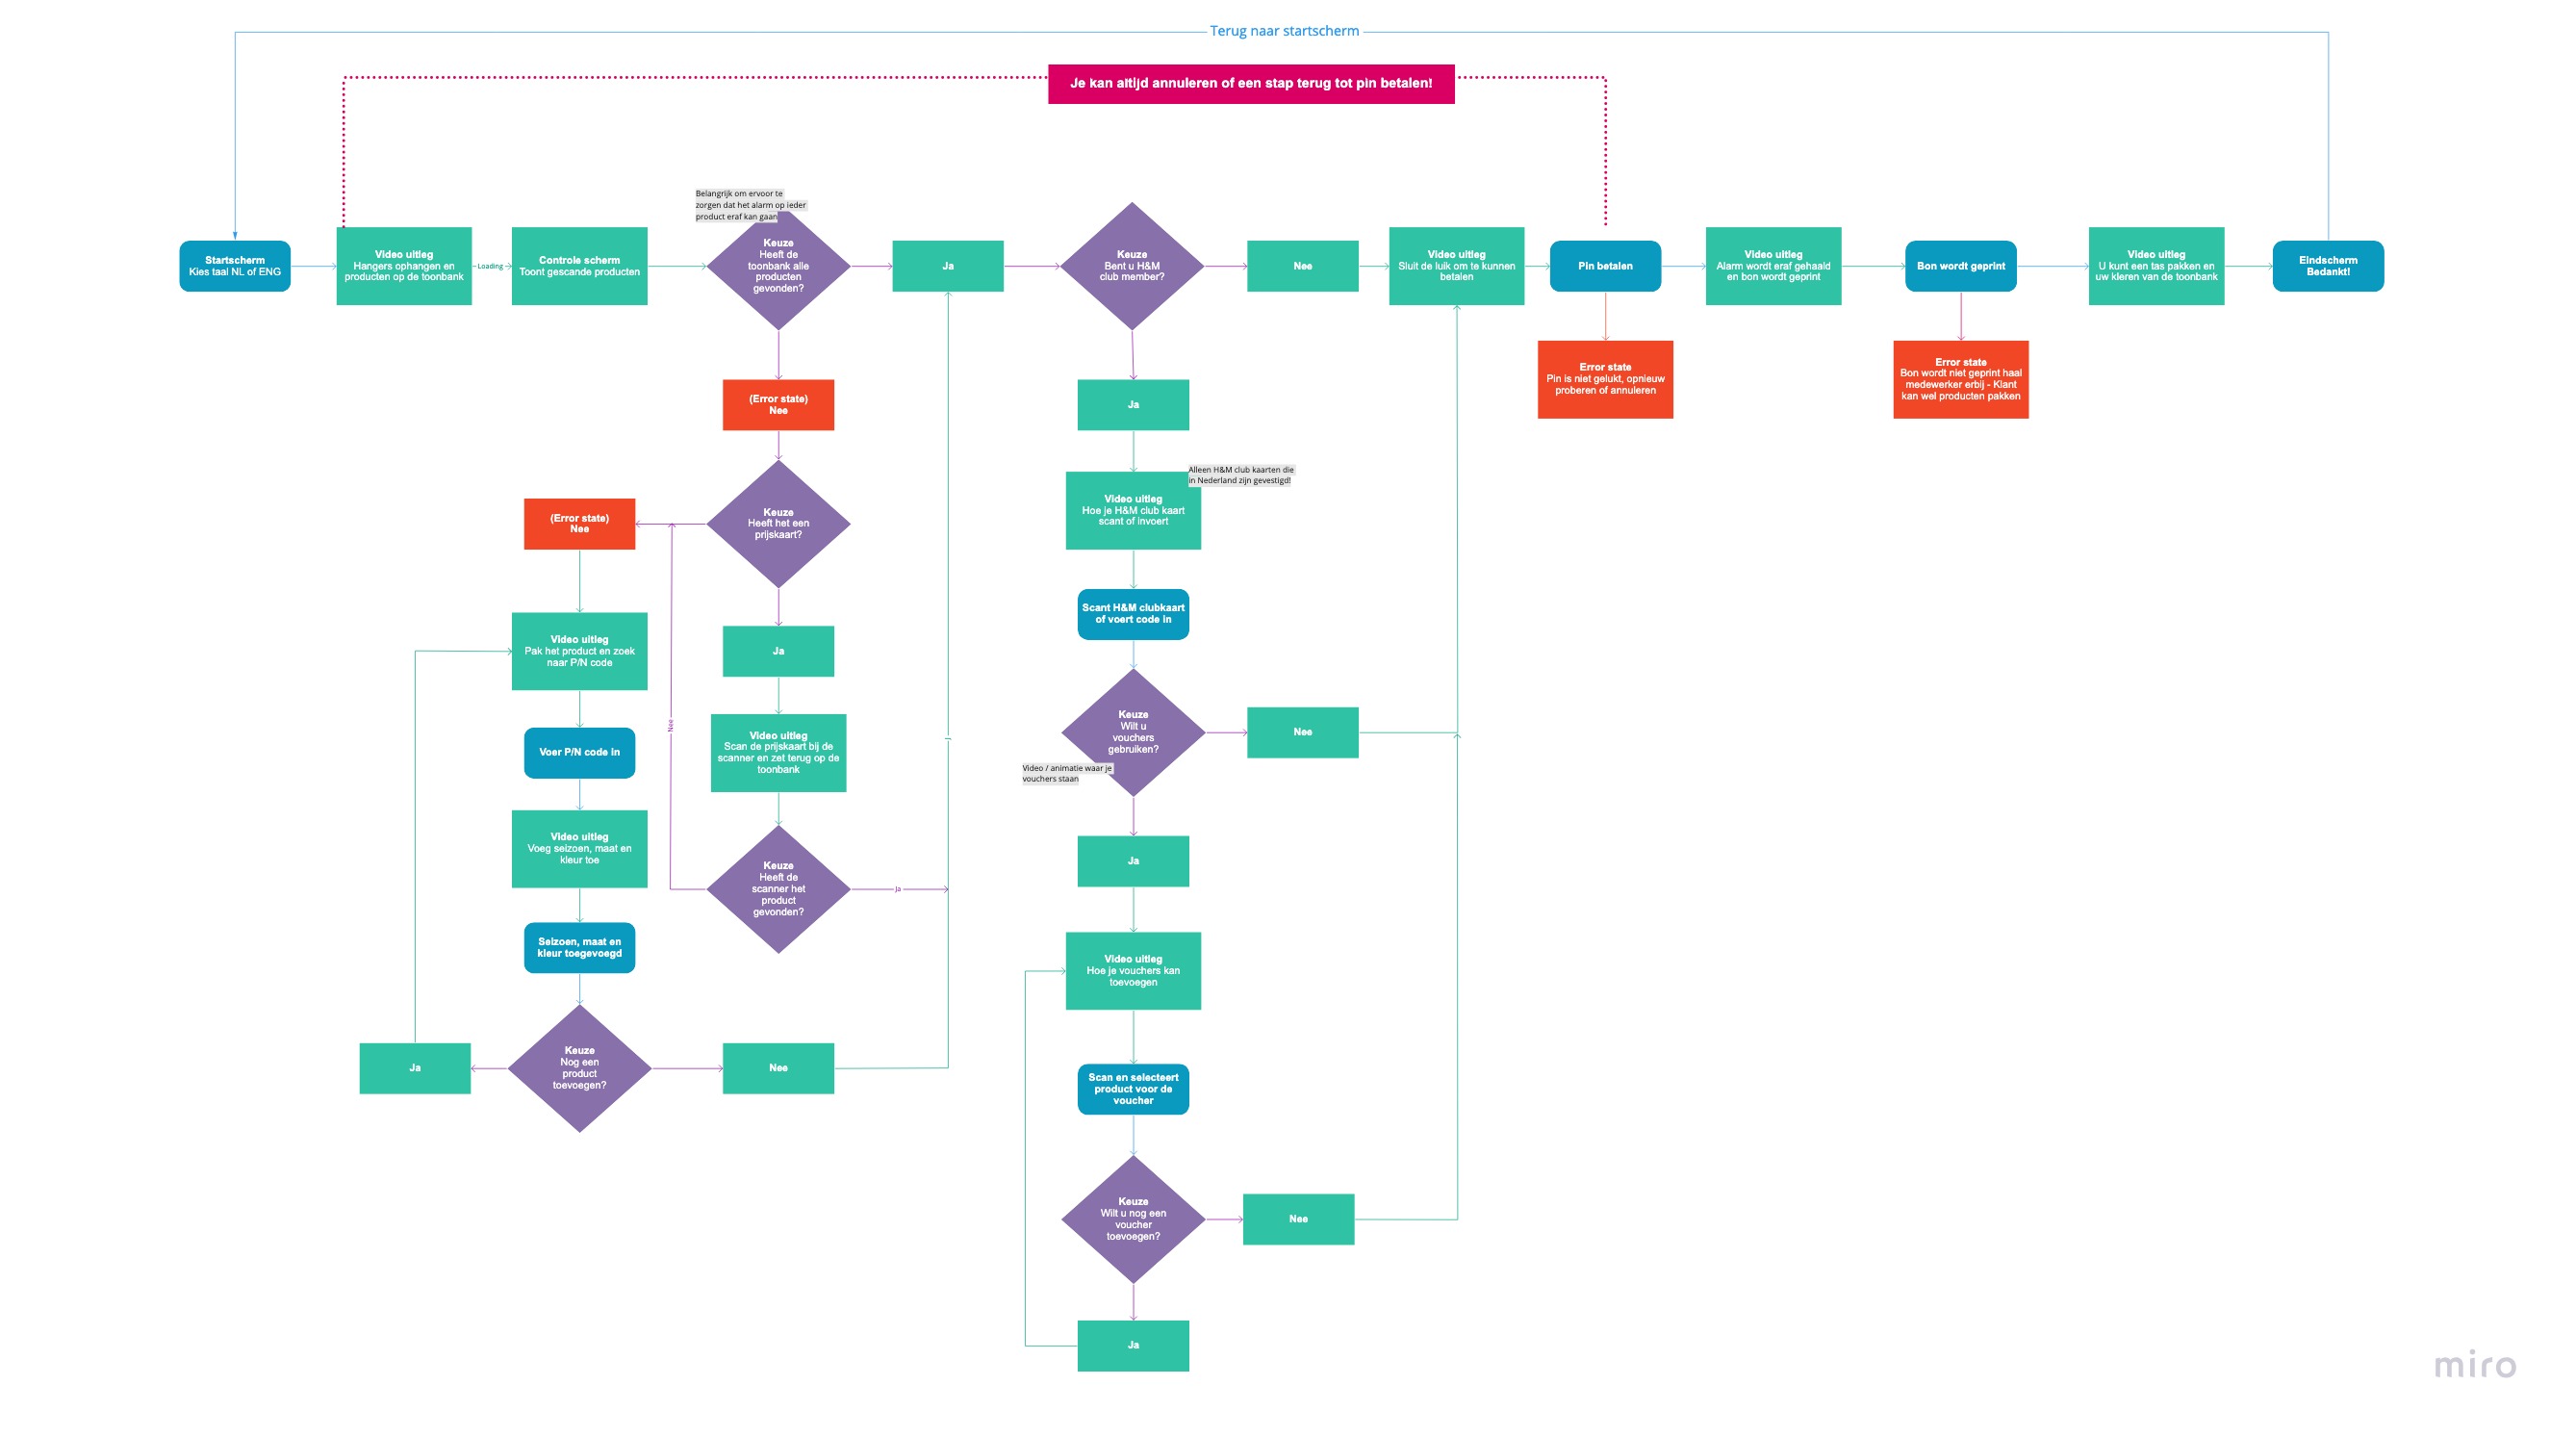 Terug naar startscherm
Je kan altijd annuleren of een stap terug tot pin betalen!
Belangrijk om ervoor te
zorgen dat het alarm op ieder
product eraf kan gaan
Startscherm
Kies taal NL of ENG
Video uitleg
Hangers ophangen en
producten op de toonbank
Loading
Controle scherm
Toont gescande producten
Keuze
Heeft de
toonbank alle
producten
gevonden?
Ja
Keuze
Bent u H&M
club member?
Nee
Video uitleg
Sluit de luik om te kunnen
betalen
Pin betalen
Video uitleg
Alarm wordt eraf gehaald
en bon wordt geprint
Bon wordt geprint
Video uitleg
U kunt een tas pakken en
uw kleren van de toonbank
Eindscherm
Bedankt!
Error state
Pin is niet gelukt, opnieuw
proberen of annuleren
Error state
Bon wordt niet geprint haal
medewerker erbij - Klant
kan wel producten pakken
(Error state)
Nee
Keuze
Heeft het een
prijskaart?
(Error state)
Nee
Video uitleg
Pak het product en zoek
naar P/N code
Voer P/N code in
Video uitleg
Voeg seizoen, maat en
kleur toe
Seizoen, maat en
kleur toegevoegd
Keuze
Nog een
product
toevoegen?
Ja
Nee
Ja
Video uitleg
Scan de prijskaart bij de
scanner en zet terug op de
toonbank
Keuze
Heeft de
scanner het
product
gevonden?
Nee
Ja
Ja
Alleen H&M club kaarten die
in Nederland zijn gevestigd!
Video uitleg
Hoe je H&M club kaart
scant of invoert
Scant H&M clubkaart
of voert code in
Keuze
Wilt u
vouchers
gebruiken?
Nee
Video / animatie waar je
vouchers staan
Ja
Video uitleg
Hoe je vouchers kan
toevoegen
Scan en selecteert
product voor de
voucher
Keuze
Wilt u nog een
voucher
toevoegen?
Nee
Ja
miro